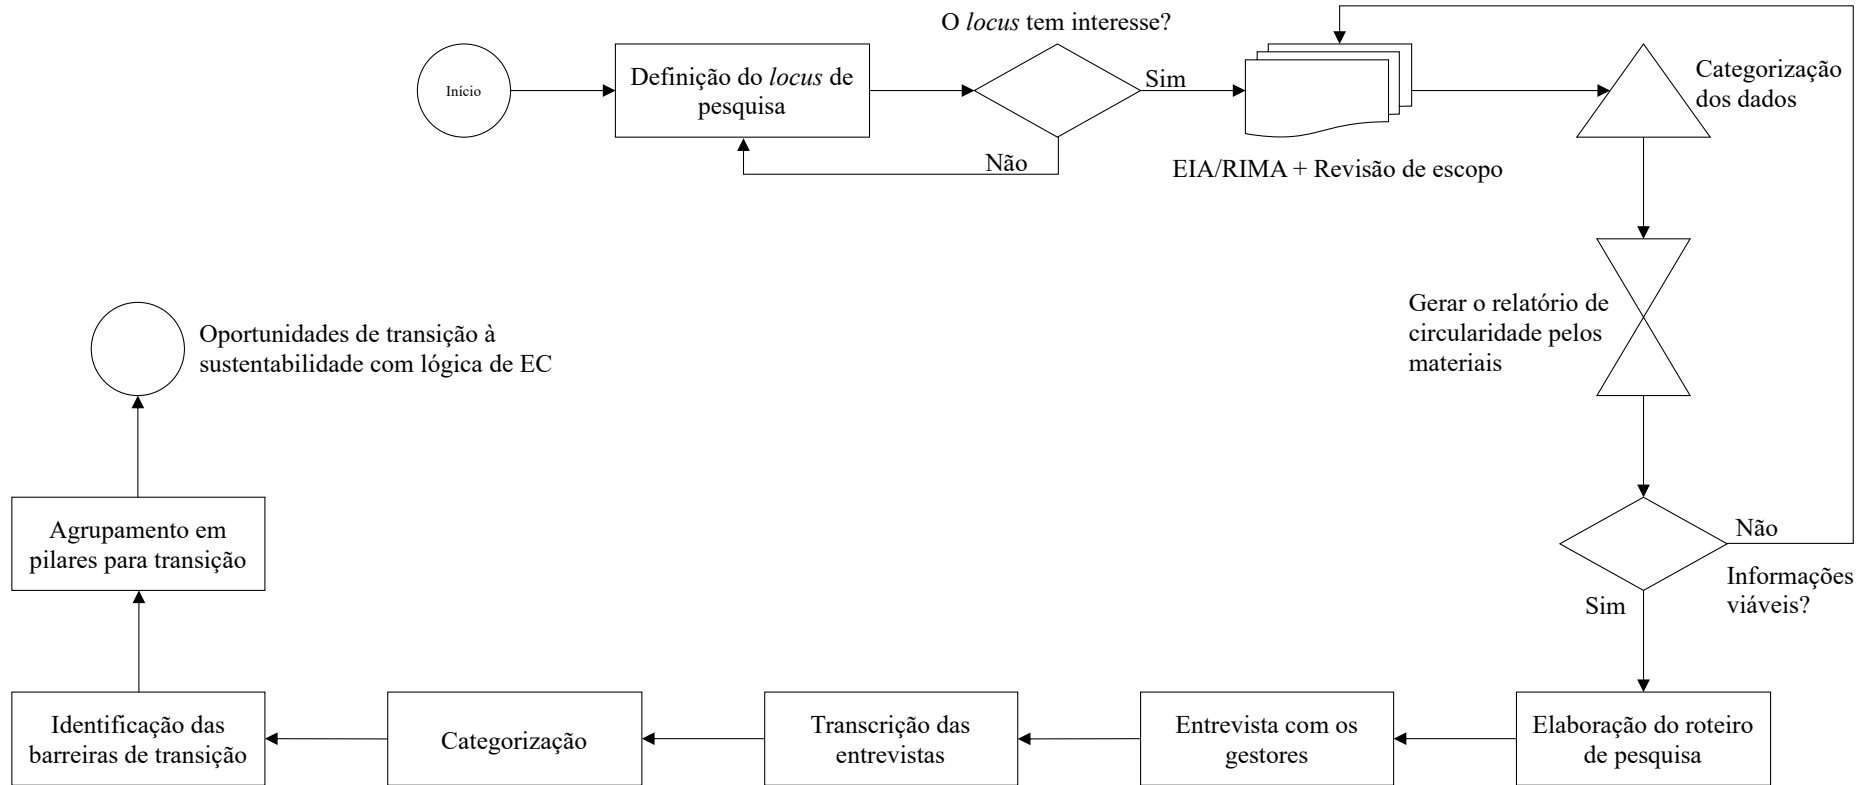 O locus tem interesse?
Início
Definição do locus de
pesquisa
Sim
Não
EIA/RIMA + Revisão de escopo
Categorização
dos dados
Gerar o relatório de
circularidade pelos
materiais
Oportunidades de transição à
sustentabilidade com lógica de EC
Não
Informações
viáveis?
Sim
Agrupamento em
pilares para transição
Identificação das
barreiras de transição
Categorização
Transcrição das
entrevistas
Entrevista com os
gestores
Elaboração do roteiro
de pesquisa